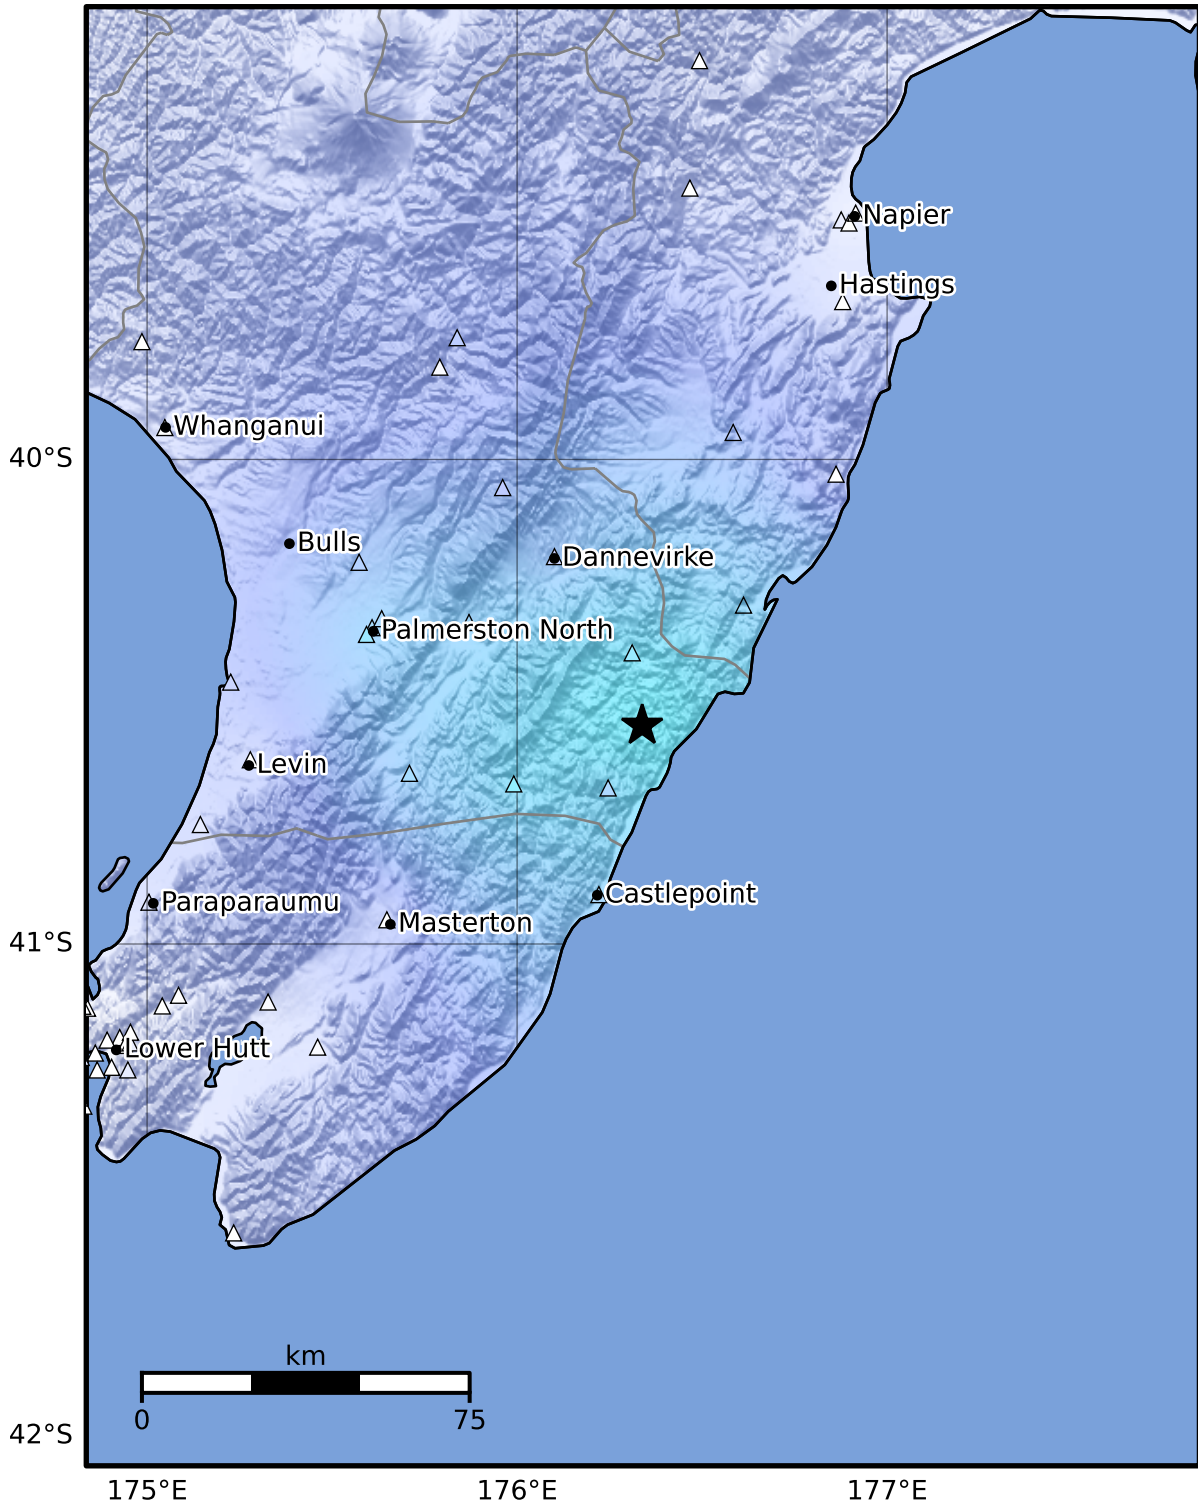 Napier
Hastings
Whanganui
40°S
Bulls
Dannevirke
Palmerston North
Levin
Castlepoint
Paraparaumu
Masterton
41°S
Lower Hutt
km
0
75
42°S
175°E
176°E
177°E